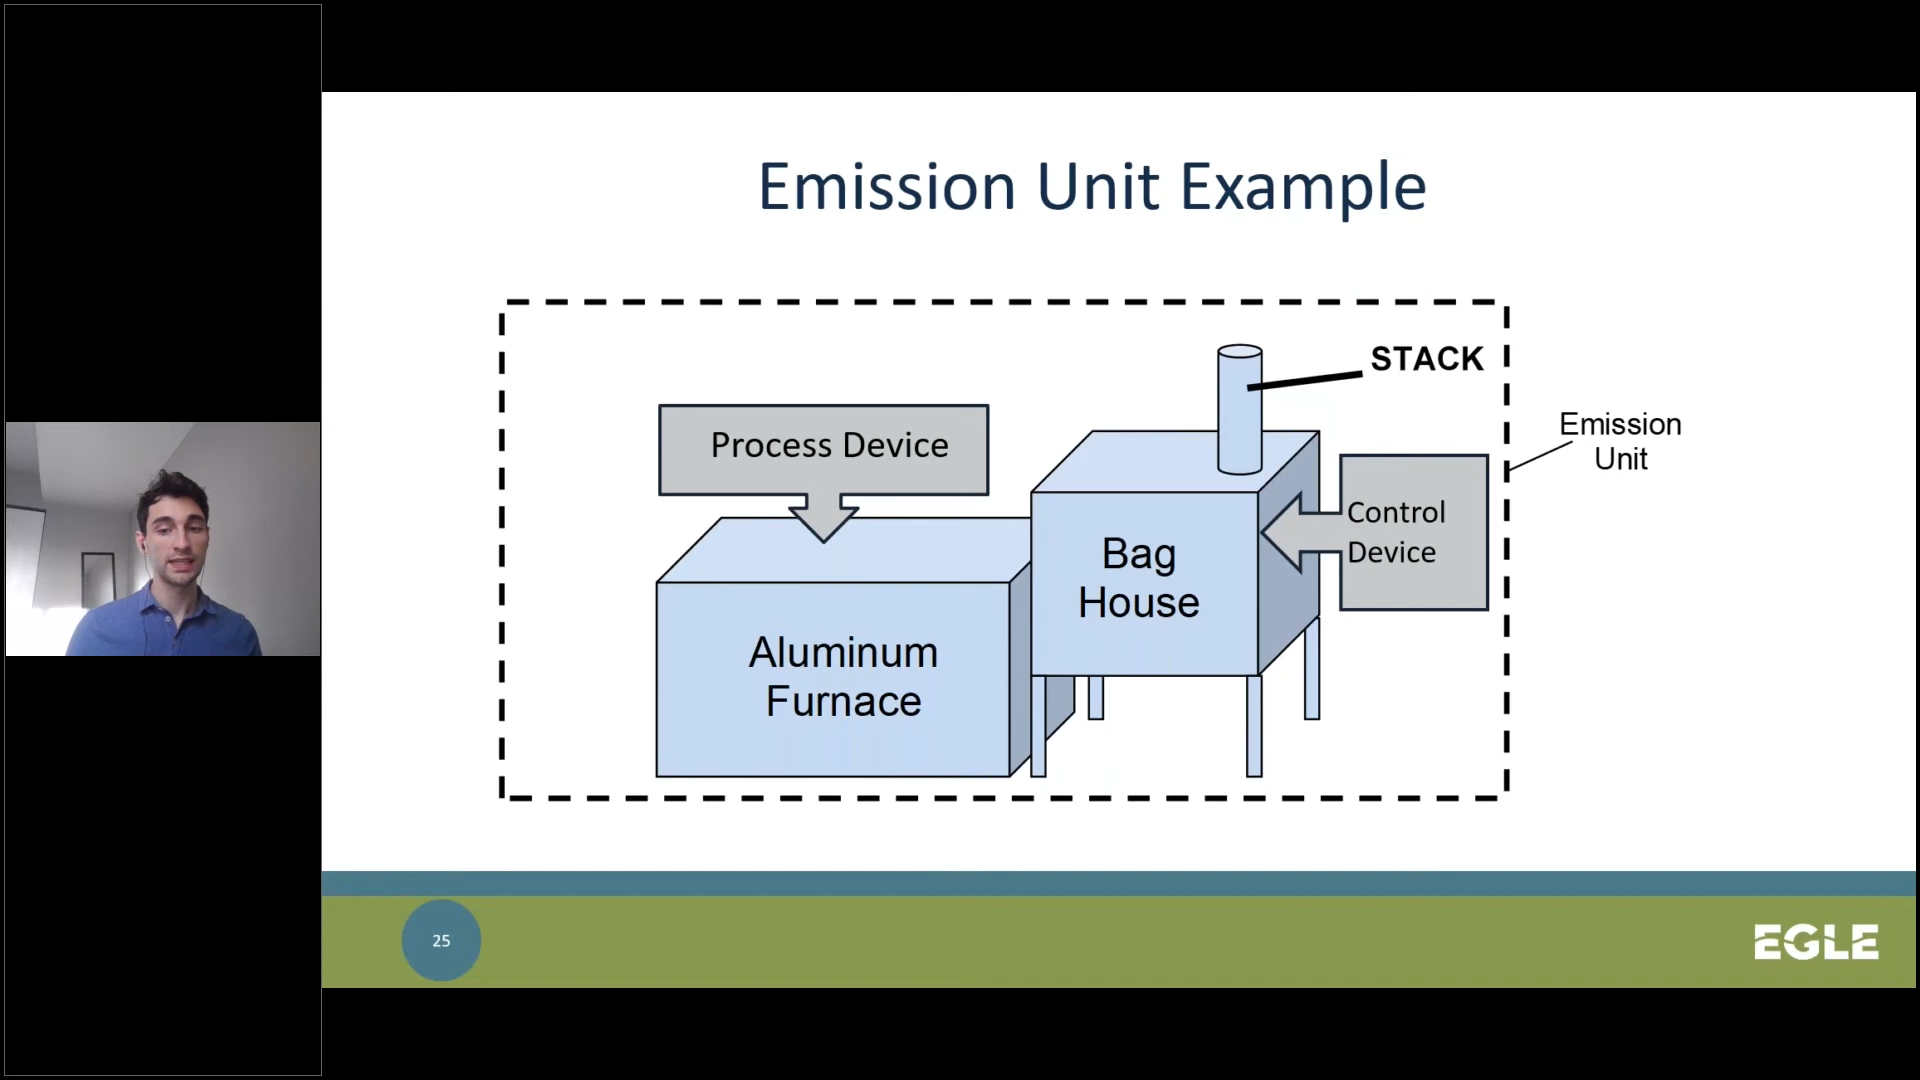 Emission Unit Example
STACK
Emission
Unit
Process Device
Control
Device
Bag
House
Aluminum
Furnace
25
EGLE